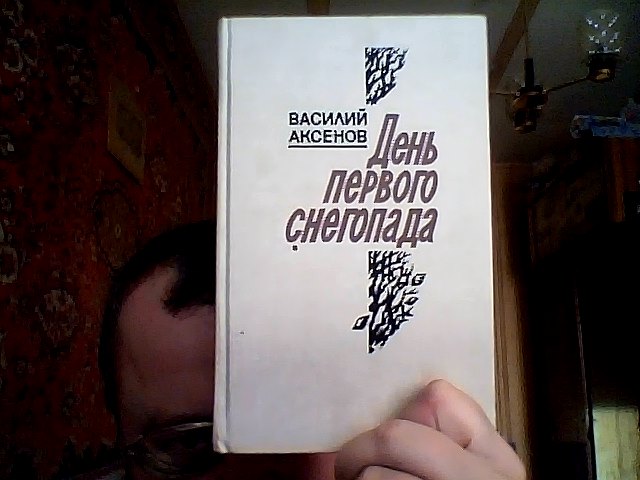 ВАСИЛИЙ
АКСЕНОВ
День
первого
снегопада